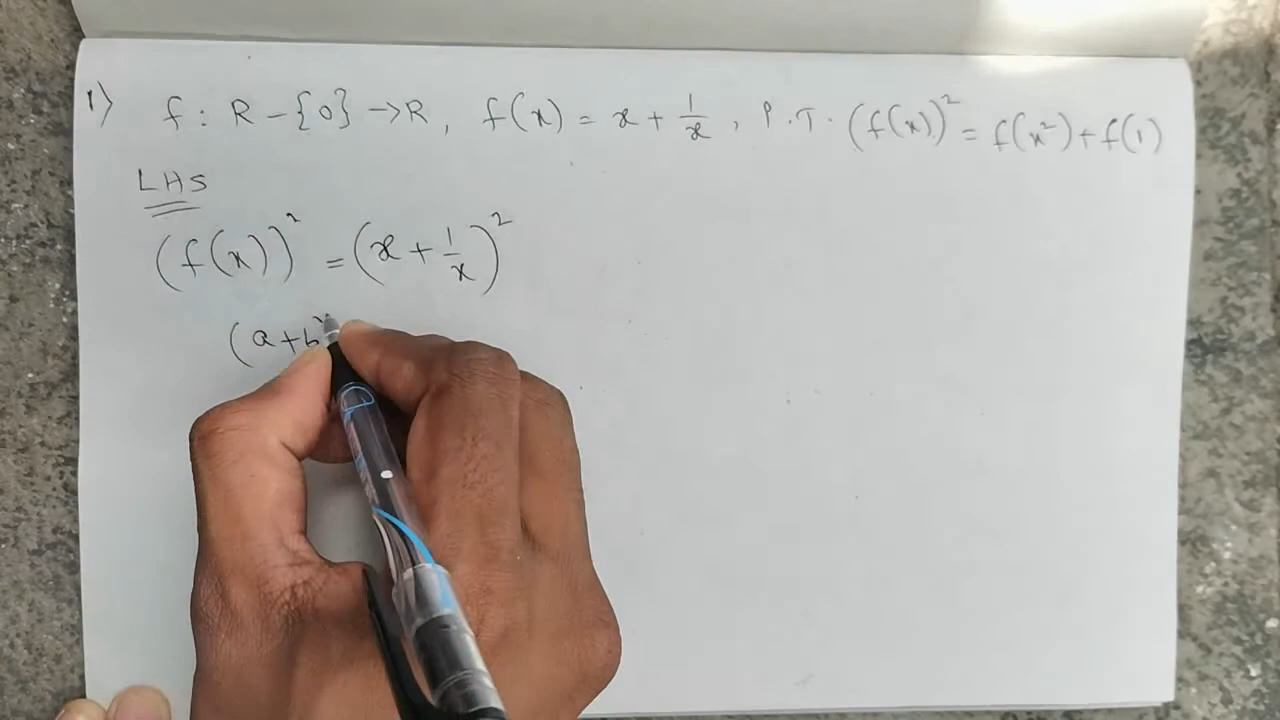 1) f : R - {0} → R, f(x) = x + 1/x, P.T. (f(x))² = f(x²) + f(1)
LHS
(f(x))² = (x + 1/x)²
(a+b